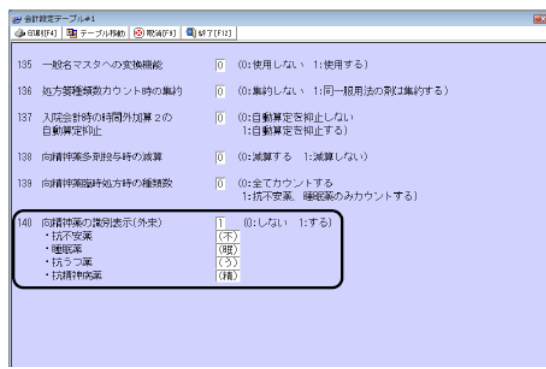 会計設定テーブル#1
印刷[F4] テーブル移動 取消[F9] 終了[F12]
135 一般名マスタへの変換機能 0 (0:使用しない 1:使用する)
136 処方箋種類数カウント時の集約 0 (0:集約しない 1:同一服用法の剤は集約する)
137 入院会計時の時間外加算2の 0 (0:自動算定を抑止しない
自動算定抑止 1:自動算定を抑止する)
138 向精神薬多剤投与時の減算 0 (0:減算する 1:減算しない)
139 向精神薬臨時処方時の種類数 0 (0:全てカウントする
1:抗不安薬、睡眠薬のみカウントする)
140 向精神薬の識別表示(外来) 1 (0:しない 1:する)
・抗不安薬 (不)
・睡眠薬 (眠)
・抗うつ薬 (う)
・抗精神病薬 (精)